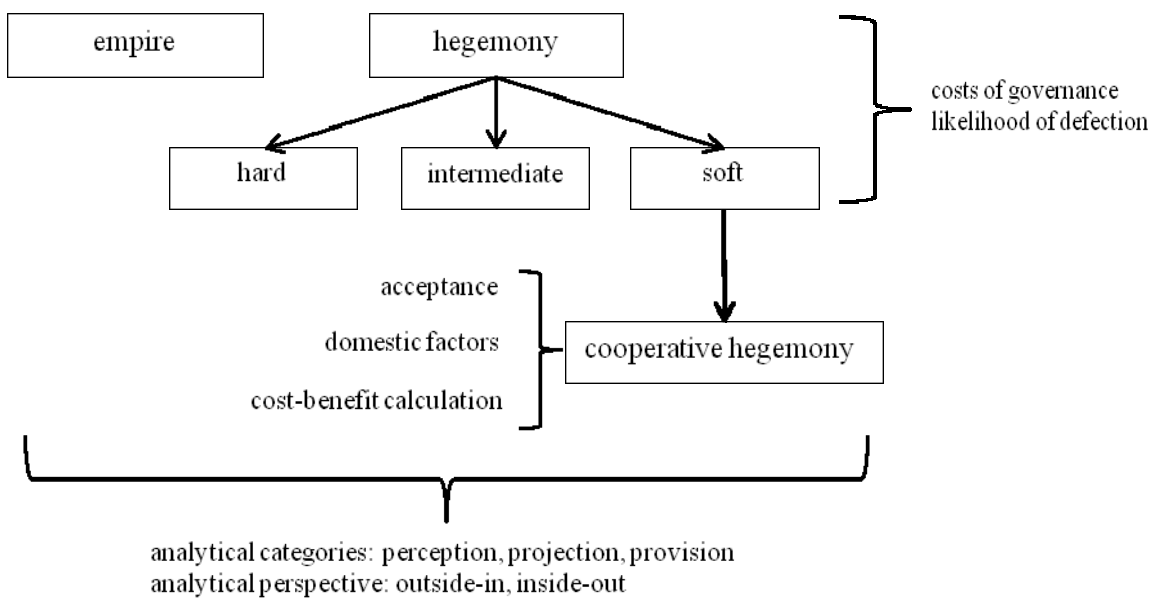 empire
hegemony
costs of governance
likelihood of defection
hard
intermediate
soft
acceptance
domestic factors
cost-benefit calculation
cooperative hegemony
analytical categories: perception, projection, provision
analytical perspective: outside-in, inside-out